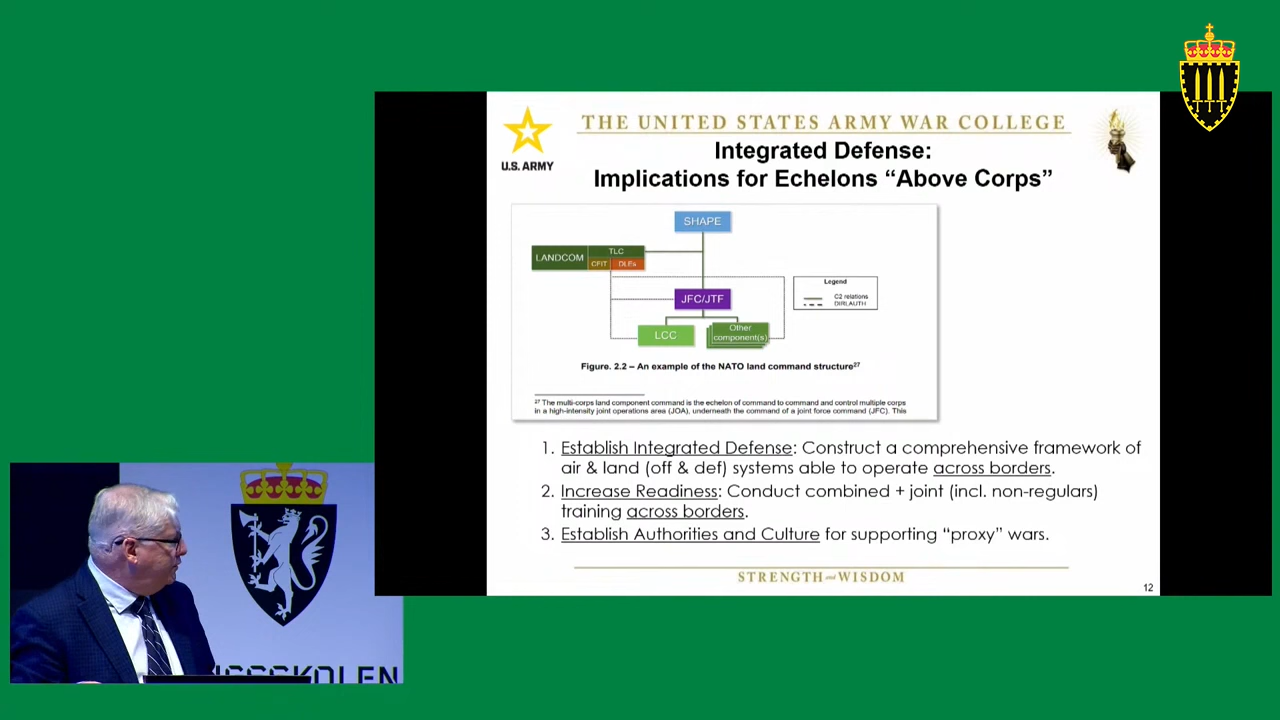 THE UNITED STATES ARMY WAR COLLEGE
U.S. ARMY
Integrated Defense:
Implications for Echelons “Above Corps”
SHAPE
LANDCOM
TLC
CFIT
DLEs
JFC/JTF
LCC
Other
component(s)
Legend
C2 relations
DIRLAUTH
Figure. 2.2 – An example of the NATO land command structure27
27 The multi-corps land component command is the echelon of command to command and control multiple corps
in a high-intensity joint operations area (JOA), underneath the command of a joint force command (JFC). This
1. Establish Integrated Defense: Construct a comprehensive framework of
air & land (off & def) systems able to operate across borders.
2. Increase Readiness: Conduct combined + joint (incl. non-regulars)
training across borders.
3. Establish Authorities and Culture for supporting “proxy” wars.
STRENGTH and WISDOM
12